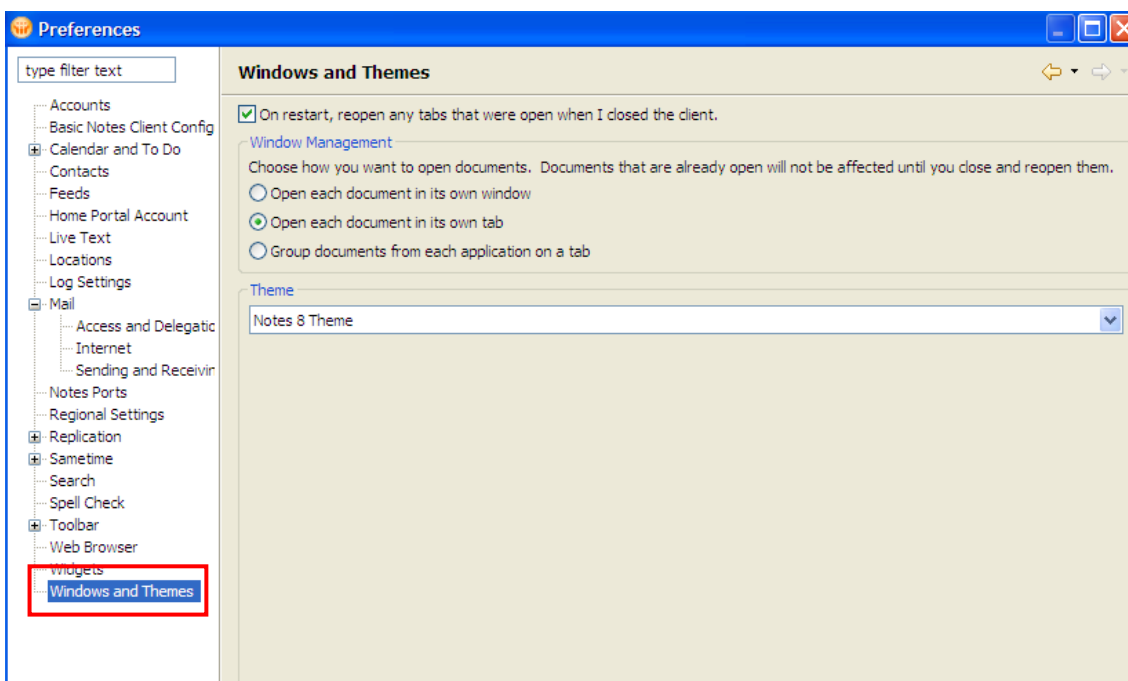 Preferences
type filter text
Accounts
Basic Notes Client Config
Calendar and To Do
Contacts
Feeds
Home Portal Account
Live Text
Locations
Log Settings
Mail
Access and Delegatic
Internet
Sending and Receivin
Notes Ports
Regional Settings
Replication
Sametime
Search
Spell Check
Toolbar
Web Browser
Widgets
Windows and Themes
Windows and Themes
On restart, reopen any tabs that were open when I closed the client.
Window Management
Choose how you want to open documents. Documents that are already open will not be affected until you close and reopen them.
Open each document in its own window
Open each document in its own tab
Group documents from each application on a tab
Theme
Notes 8 Theme